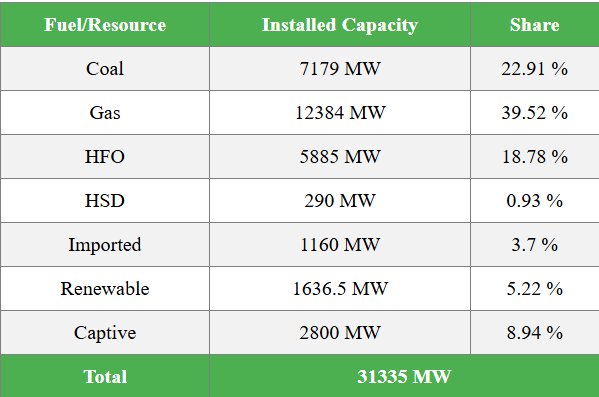 Fuel/Resource Installed Capacity Share
Coal 7179 MW 22.91 %
Gas 12384 MW 39.52 %
HFO 5885 MW 18.78 %
HSD 290 MW 0.93 %
Imported 1160 MW 3.7 %
Renewable 1636.5 MW 5.22 %
Captive 2800 MW 8.94 %
Total 31335 MW